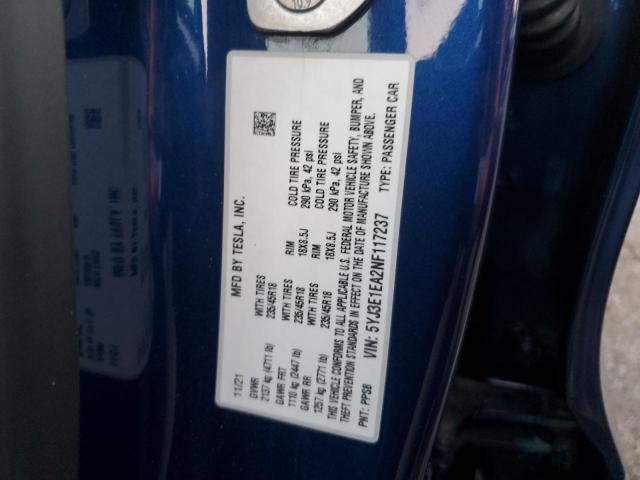 MFD BY TESLA, INC.
11/21
GVWR
2137 kg (4711 lb)
GAWR FRT WITH TIRES RIM COLD TIRE PRESSURE
1110 kg (2447 lb) 235/45R18 18X8.5J 290 kPa, 42 psi
GAWR RR WITH TIRES RIM COLD TIRE PRESSURE
1257 kg (2771 lb) 235/45R18 18X8.5J 290 kPa, 42 psi
THIS VEHICLE CONFORMS TO ALL APPLICABLE U.S. FEDERAL MOTOR VEHICLE SAFETY, BUMPER, AND
THEFT PREVENTION STANDARDS IN EFFECT ON THE DATE OF MANUFACTURE SHOWN ABOVE.
VIN: 5YJ3E1EA2NF117237
PNT: PPSB TYPE: PASSENGER CAR